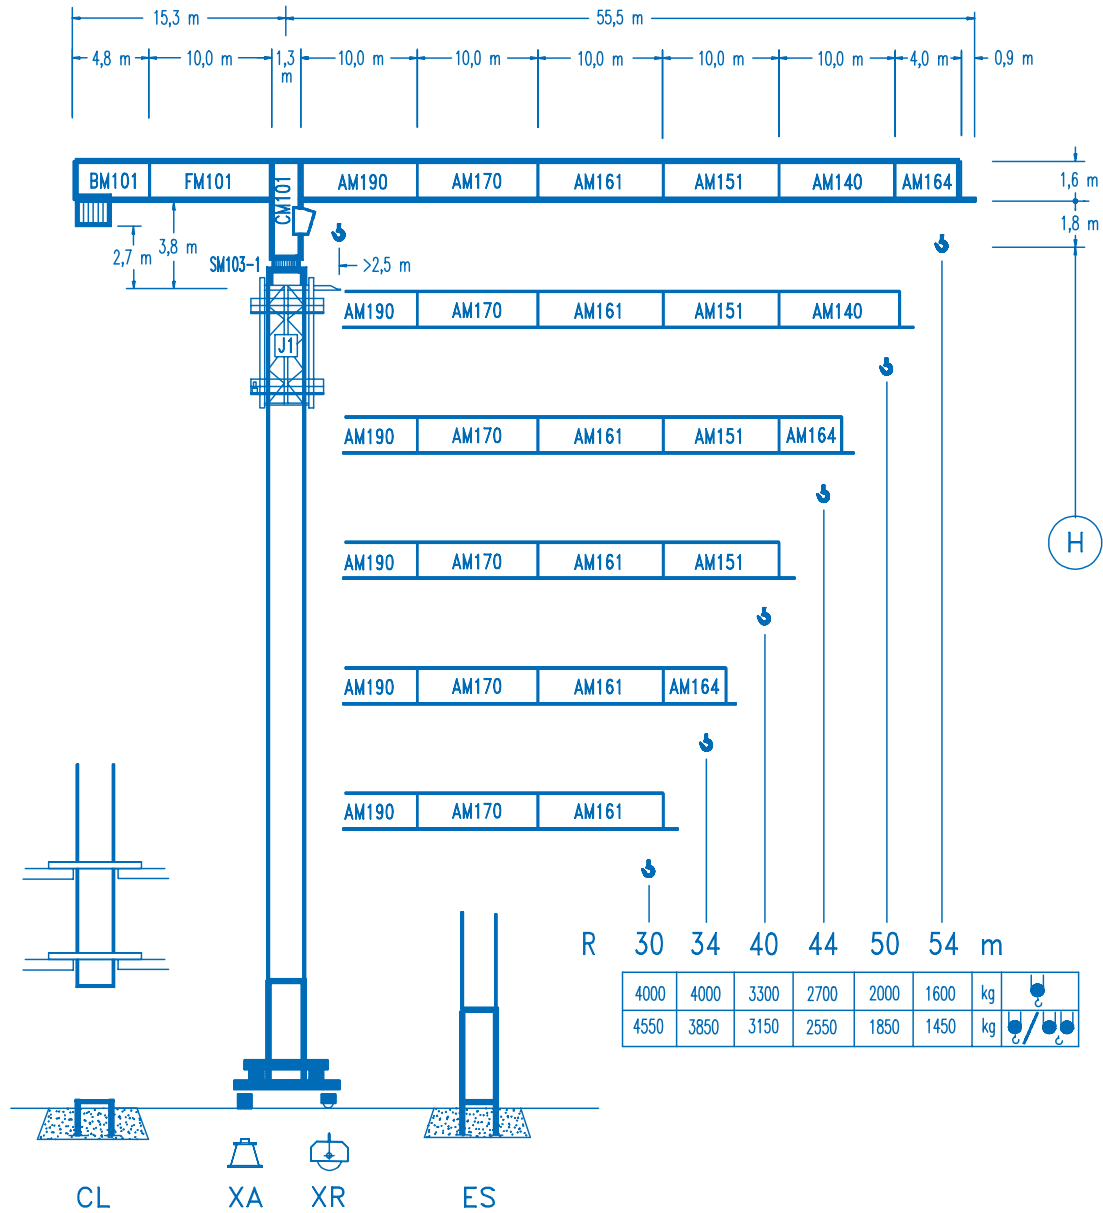 15,3 m 55,5 m
4,8 m 10,0 m 1,3 m 10,0 m 10,0 m 10,0 m 10,0 m 10,0 m 4,0 m 0,9 m
BM101 FM101 CM101 AM190 AM170 AM161 AM151 AM140 AM164
1,6 m
1,8 m
2,7 m 3,8 m SM103-1 >2,5 m
AM190 AM170 AM161 AM151 AM140
J1
AM190 AM170 AM161 AM151 AM164
H
AM190 AM170 AM161 AM151
AM190 AM170 AM161 AM164
AM190 AM170 AM161
R 30 34 40 44 50 54 m
4000 4000 3300 2700 2000 1600 kg
4550 3850 3150 2550 1850 1450 kg
CL XA XR ES